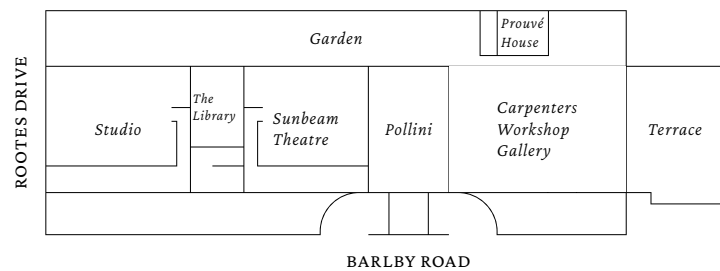 Prouvé
House
Garden
ROOTES DRIVE
The
Library
Studio
Sunbeam
Theatre
Pollini
Carpenters
Workshop
Gallery
Terrace
BARLBY ROAD